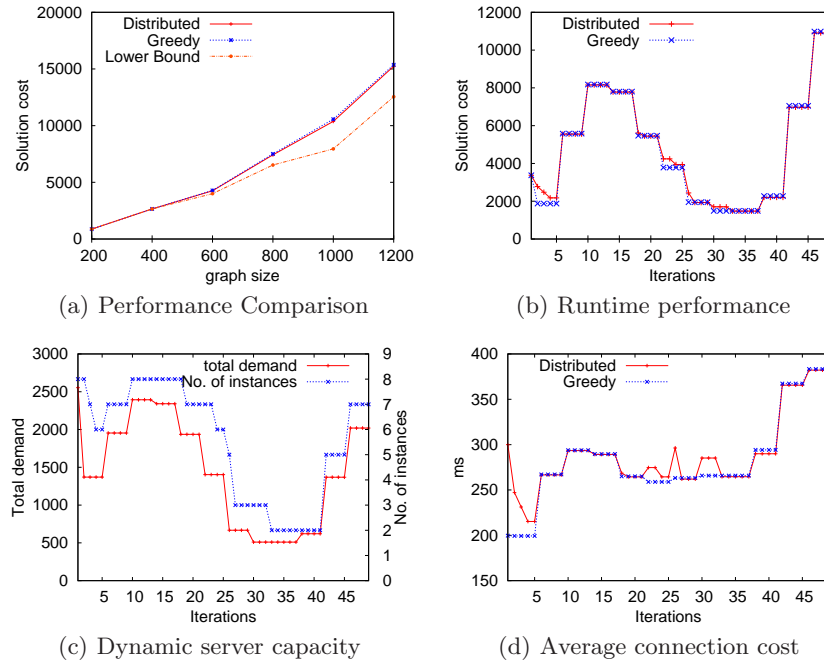 Distributed
Greedy
Lower Bound
20000
15000
10000
5000
0
Solution cost
200 400 600 800 1000 1200
graph size
(a) Performance Comparison
Distributed
Greedy
12000
10000
8000
6000
4000
2000
0
Solution cost
5 10 15 20 25 30 35 40 45
Iterations
(b) Runtime performance
total demand
No. of instances
3000
2500
2000
1500
1000
500
0
Total demand
9
8
7
6
5
4
3
2
1
0
No. of instances
5 10 15 20 25 30 35 40 45
Iterations
(c) Dynamic server capacity
Distributed
Greedy
400
350
300
250
200
150
ms
5 10 15 20 25 30 35 40 45
Iterations
(d) Average connection cost